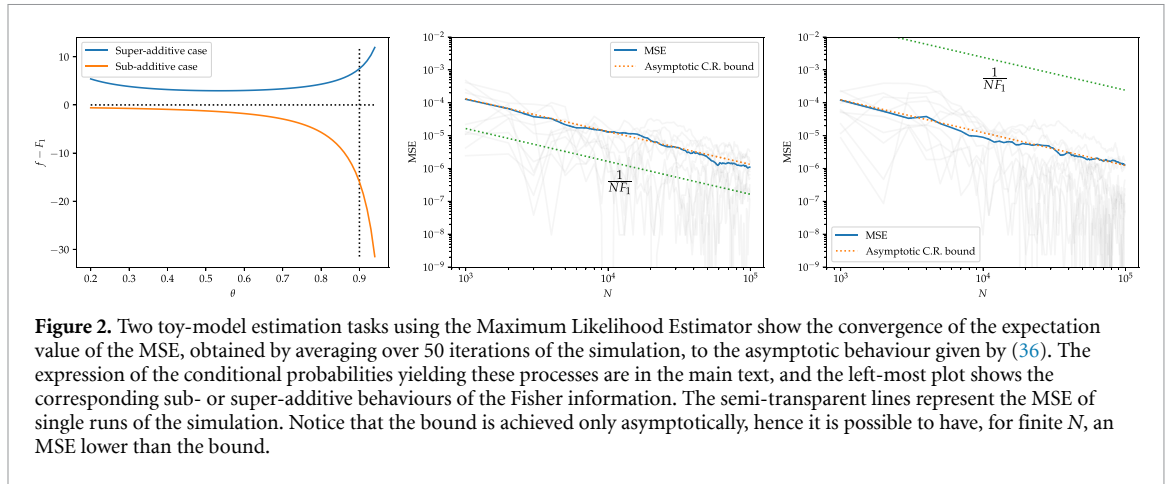 Super-additive case
Sub-additive case
10
0
−10
−20
−30
f − F₁
0.2 0.3 0.4 0.5 0.6 0.7 0.8 0.9
θ
10⁻²
10⁻³
10⁻⁴
10⁻⁵
10⁻⁶
10⁻⁷
10⁻⁸
10⁻⁹
MSE
MSE
Asymptotic C.R. bound
1
NF₁
10³ 10⁴ 10⁵
N
10⁻²
10⁻³
10⁻⁴
10⁻⁵
10⁻⁶
10⁻⁷
10⁻⁸
10⁻⁹
MSE
1
NF₁
MSE
Asymptotic C.R. bound
10³ 10⁴ 10⁵
N
Figure 2. Two toy-model estimation tasks using the Maximum Likelihood Estimator show the convergence of the expectation
value of the MSE, obtained by averaging over 50 iterations of the simulation, to the asymptotic behaviour given by (36). The
expression of the conditional probabilities yielding these processes are in the main text, and the left-most plot shows the
corresponding sub- or super-additive behaviours of the Fisher information. The semi-transparent lines represent the MSE of
single runs of the simulation. Notice that the bound is achieved only asymptotically, hence it is possible to have, for finite N, an
MSE lower than the bound.